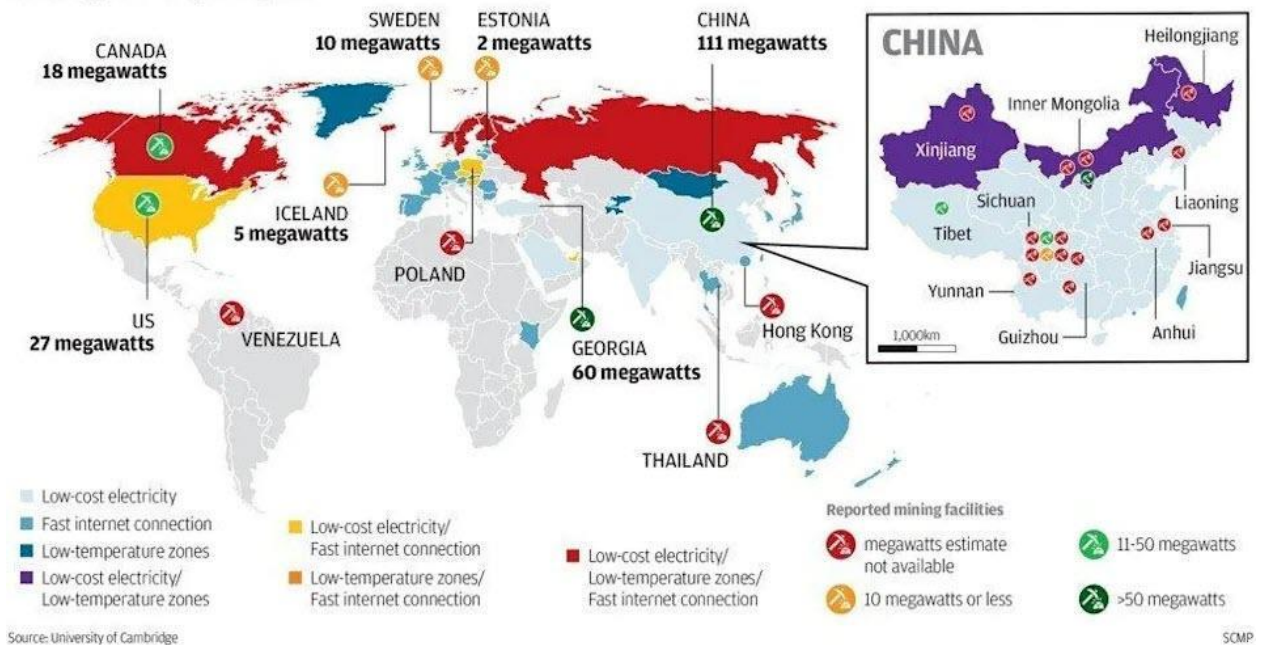 SWEDEN
10 megawatts
ESTONIA
2 megawatts
CHINA
111 megawatts
CANADA
18 megawatts
ICELAND
5 megawatts
POLAND
US
27 megawatts
VENEZUELA
GEORGIA
60 megawatts
Hong Kong
THAILAND
CHINA
Heilongjiang
Inner Mongolia
Xinjiang
Liaoning
Sichuan
Tibet
Jiangsu
Yunnan
Guizhou
Anhui
1,000km
Low-cost electricity
Fast internet connection
Low-temperature zones
Low-cost electricity/
Low-temperature zones
Low-cost electricity/
Fast internet connection
Low-temperature zones/
Fast internet connection
Low-cost electricity/
Low-temperature zones/
Fast internet connection
Reported mining facilities
megawatts estimate
not available
10 megawatts or less
11-50 megawatts
>50 megawatts
Source: University of Cambridge
SCMP